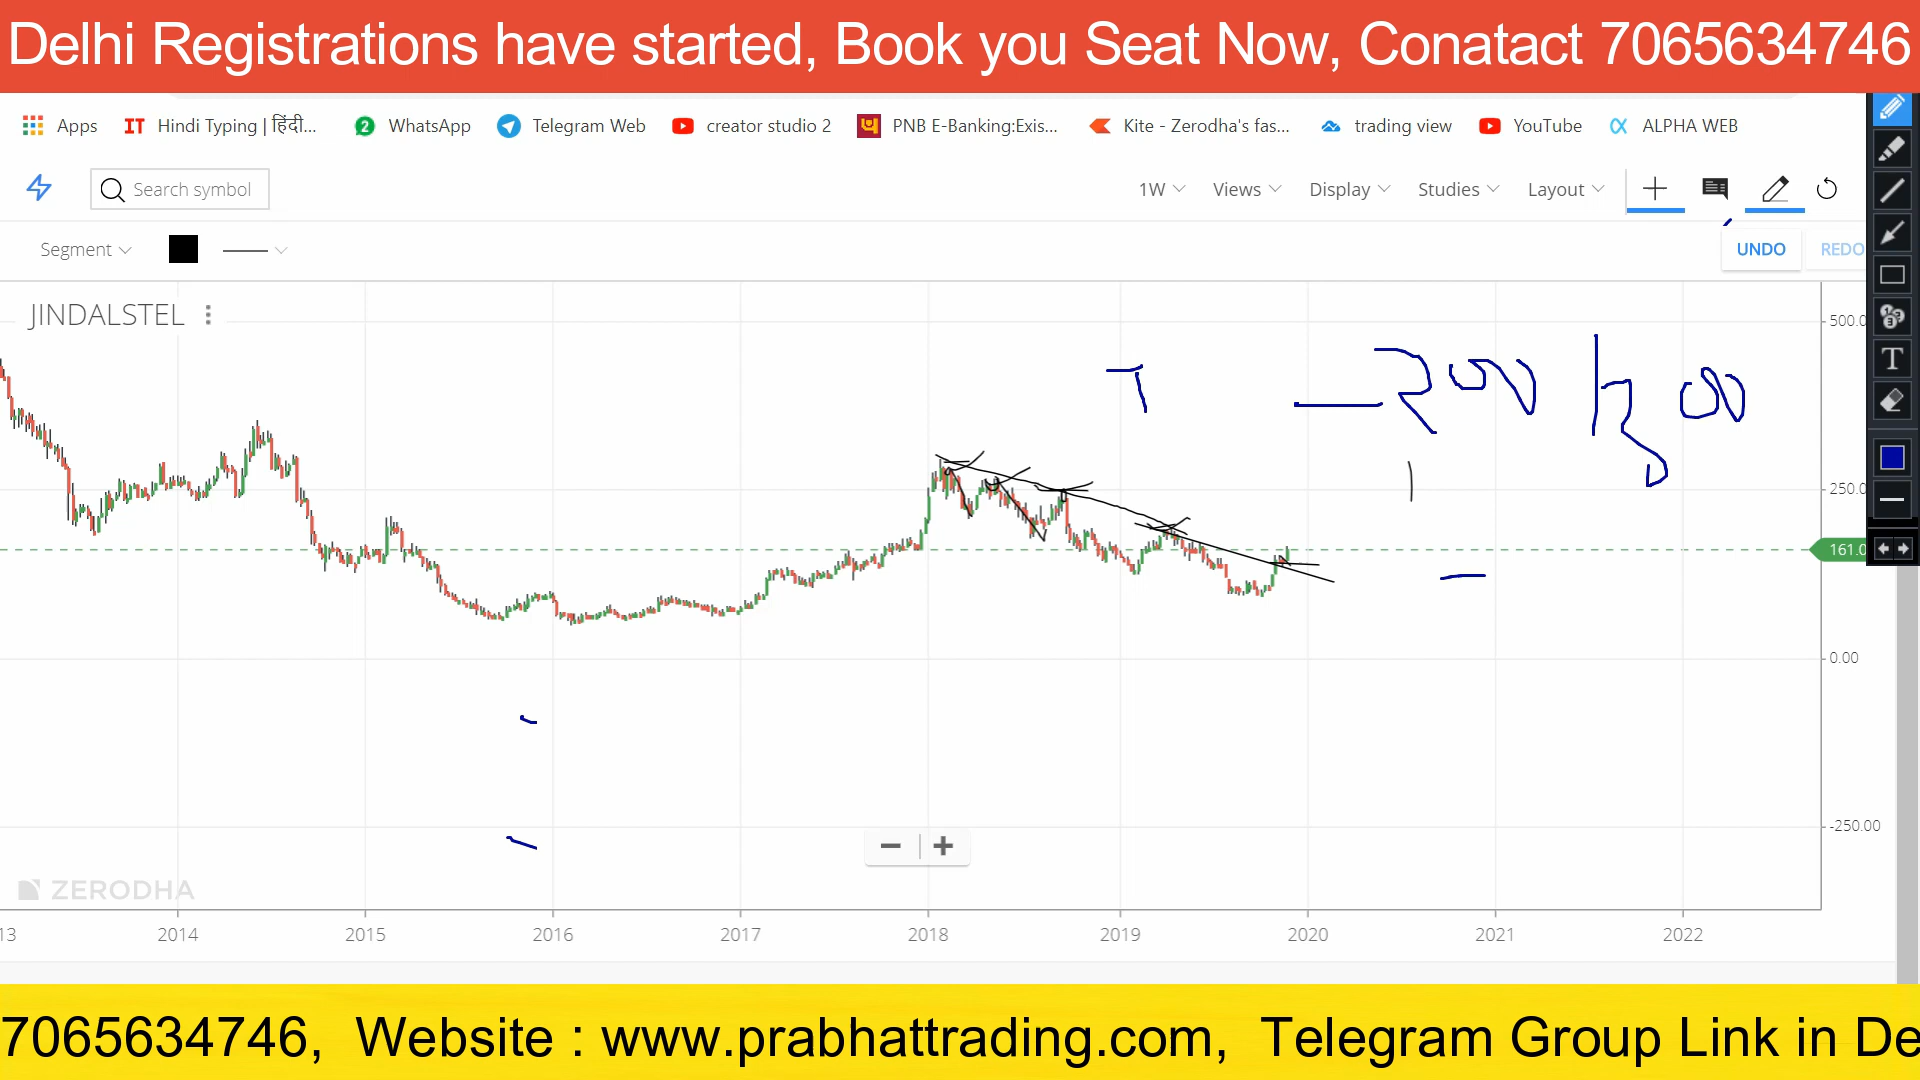 Delhi Registrations have started, Book you Seat Now, Conatact 7065634746
Apps IT Hindi Typing | हिंदी... 2 WhatsApp Telegram Web creator studio 2 PNB E-Banking:Exis... Kite - Zerodha's fas... trading view YouTube ALPHA WEB
Search symbol 1W Views Display Studies Layout
Segment UNDO REDO
JINDALSTEL
500.0
250.0
161.0
0.00
-250.00
ZERODHA
13 2014 2015 2016 2017 2018 2019 2020 2021 2022
7065634746, Website : www.prabhattrading.com, Telegram Group Link in De